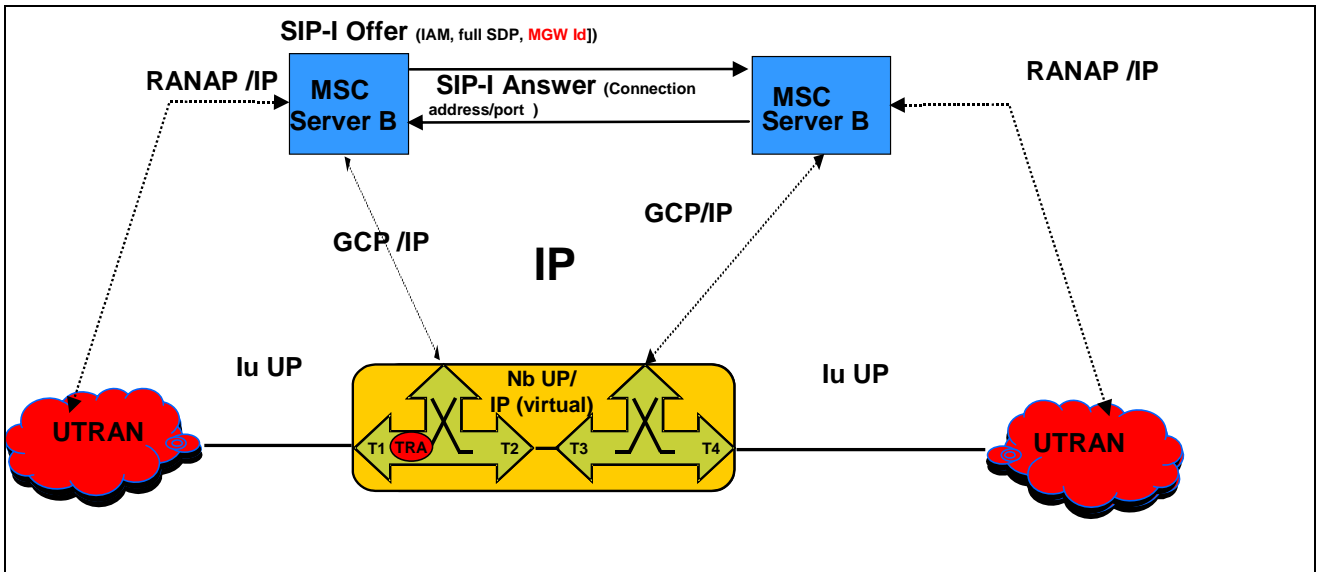 SIP-I Offer (IAM, full SDP, MGW Id])
RANAP /IP
MSC
Server B
SIP-I Answer (Connection
address/port )
MSC
Server B
RANAP /IP
GCP /IP
GCP/IP
IP
Iu UP
Nb UP/
IP (virtual)
Iu UP
UTRAN
T1 TRA T2 T3 T4
UTRAN